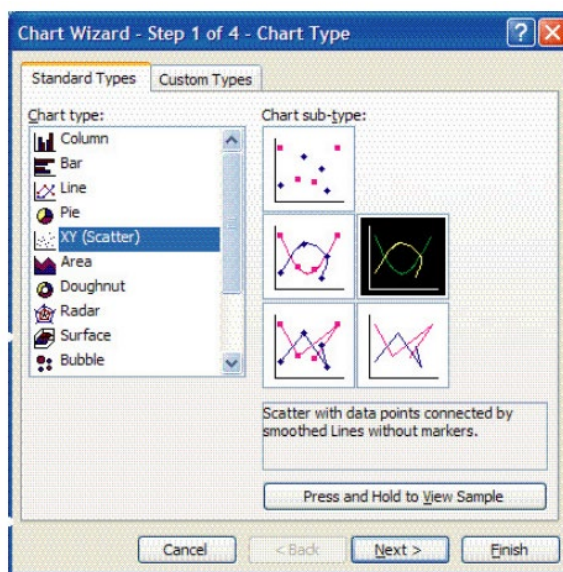 Chart Wizard - Step 1 of 4 - Chart Type
Standard Types
Custom Types
Chart type:
Column
Bar
Line
Pie
XY (Scatter)
Area
Doughnut
Radar
Surface
Bubble
Chart sub-type:
Scatter with data points connected by
smoothed Lines without markers.
Press and Hold to View Sample
Cancel
< Back
Next >
Finish